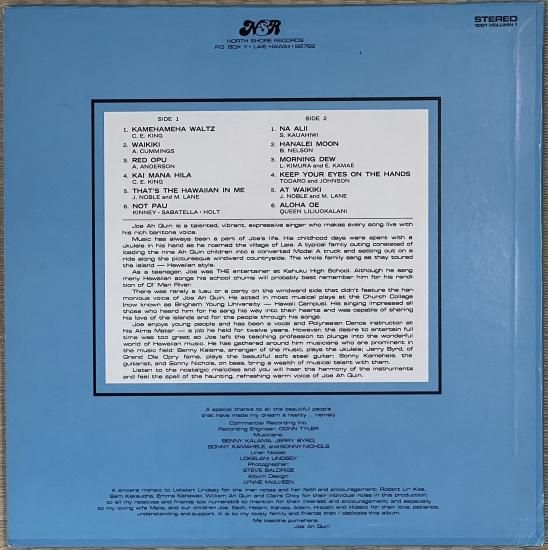 NSR
NORTH SHORE RECORDS
P.O. BOX Y • LAIE, HAWAII • 96762
STEREO
1001 VOLUMN 1
SIDE 1
1. KAMEHAMEHA WALTZ
C. E. KING
2. WAIKIKI
A. CUMMINGS
3. RED OPU
A. ANDERSON
4. KAI MANA HILA
C. E. KING
5. THAT'S THE HAWAIIAN IN ME
J. NOBLE and M. LANE
6. NOT PAU
KINNEY - SABATELLA - HOLT
SIDE 2
1. NA ALII
S. KAUAHIWI
2. HANALEI MOON
B. NELSON
3. MORNING DEW
L. KIMURA and E. KAMAE
4. KEEP YOUR EYES ON THE HANDS
TODARO and JOHNSON
5. AT WAIKIKI
J. NOBLE and M. LANE
6. ALOHA OE
QUEEN LILIUOKALANI
Joe Ah Quin is a talented, vibrant, expressive singer who makes every song live with
his rich baritone voice.
Music has always been a part of Joe's life. His childhood days were spent with a
ukulele in his hand as he roamed the village of Laie. A typical family outing consisted of
loading the nine Ah Quin children into a converted Model A truck and setting out on a
ride along the picturesque windward countryside. The whole family sang as they toured
the island — Hawaiian style.
As a teenager, Joe was THE entertainer at Kahuku High School. Although he sang
many Hawaiian songs his school chums will probably best remember him for his rendi-
tion of Ol' Man River.
There was rarely a luau or a party on the windward side that didn't feature the har-
monious voice of Joe Ah Quin. He acted in most musical plays at the Church College
(now known as Brigham Young University — Hawaii Campus). His singing impressed all
those who heard him for he sang his way into their hearts and was capable of sharing
his love of the islands and for the people through his songs.
Joe enjoys young people and has been a vocal and Polynesian Dance instructor at
his Alma Mater — a job he held for twelve years. However, the desire to entertain full
time was too great so Joe left the teaching profession to plunge into the wonderful
world of Hawaiian music. He has gathered around him musicians who are prominent in
the music field: Benny Kalama, arranger of the music, plays the ukulele; Jerry Byrd, of
Grand Ole Opry fame, plays the beautiful soft steel guitar; Sonny Kamahele, the
guitarist, and Sonny Nichols, on bass, bring a wealth of musical talent with them.
Listen to the nostalgic melodies and you will hear the harmony of the instruments
and feel the spell of the haunting, refreshing warm voice of Joe Ah Quin.
A special thanks to all the beautiful people
that have made my dream a reality . . . namely
Commercial Recording Inc.
Recording Engineer: DONN TYLER
Musicians:
BENNY KALAMA, JERRY BYRD,
SONNY KAMAHELE, and SONNY NICHOLS
Liner Notes:
LOKELANI LINDSEY
Photographer:
STEVE BALDRIGE
Album Design:
LYNNE McILVEEN
A sincere mahalo to Lokelani Lindsey for the liner notes and her faith and encouragement; Robert Lin Kee,
Sam Kekauoha, Emma Kahawaii, William Ah Quin and Claire Choy for their individual roles in this production;
to all my relatives and friends too numerous to mention for their interest and encouragement; and especially
to my loving wife Maila, and our children Joe, Beth, Helam, Kahala, Adam, Hitoshi and Hideko for their love, patience,
understanding and support. It is to my lovely family and friends that I dedicate this album.
Me kealoha pumehana
Joe Ah Quin